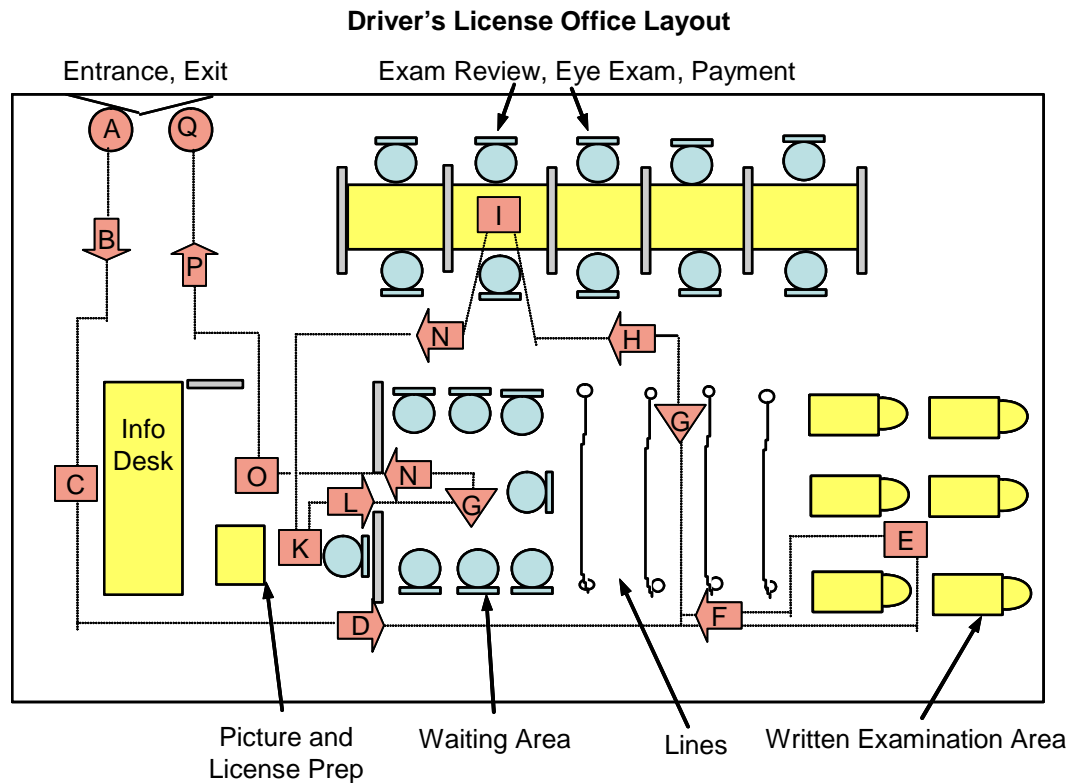 Driver's License Office Layout
Entrance, Exit
Exam Review, Eye Exam, Payment
A
Q
B
P
I
N
H
Info
Desk
G
C
O
N
L
G
K
E
D
F
Picture and
License Prep
Waiting Area
Lines
Written Examination Area